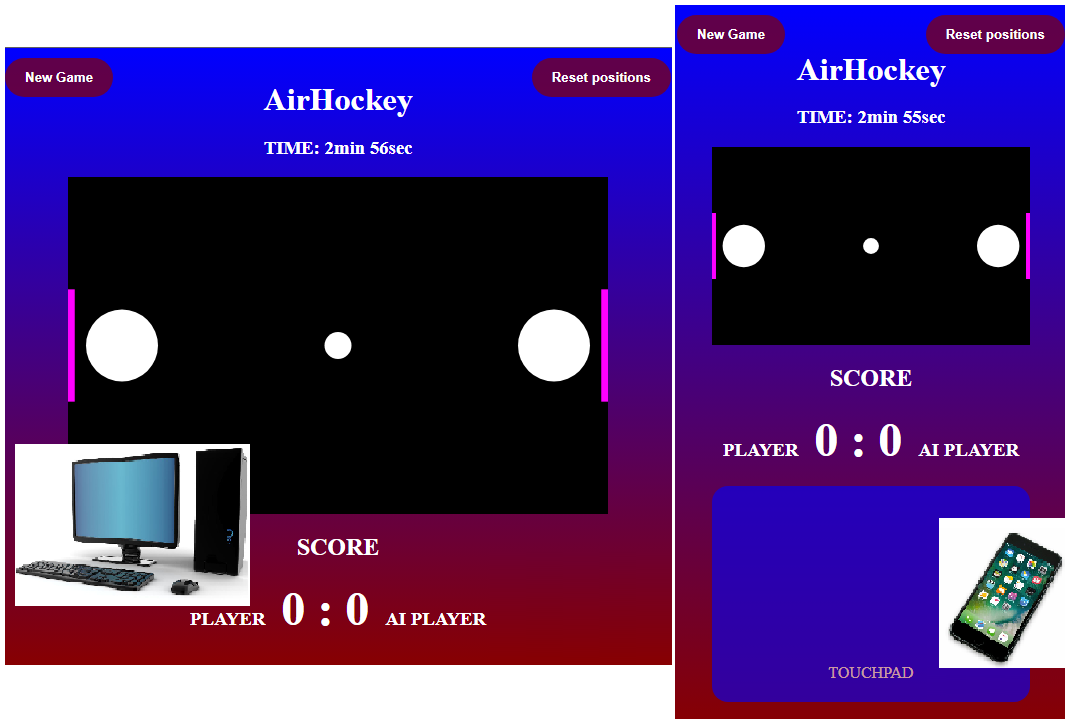 New Game
Reset positions
AirHockey
TIME: 2min 56sec
SCORE
PLAYER 0 : 0 AI PLAYER
New Game
Reset positions
AirHockey
TIME: 2min 55sec
SCORE
PLAYER 0 : 0 AI PLAYER
TOUCHPAD